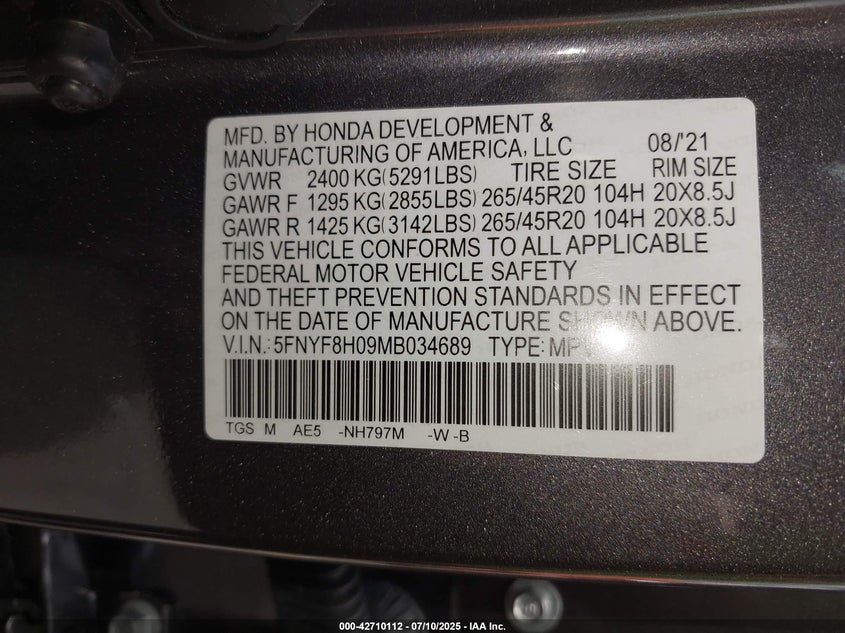 MFD. BY HONDA DEVELOPMENT &
MANUFACTURING OF AMERICA, LLC 08/'21
GVWR 2400 KG(5291LBS) TIRE SIZE RIM SIZE
GAWR F 1295 KG(2855LBS) 265/45R20 104H 20X8.5J
GAWR R 1425 KG(3142LBS) 265/45R20 104H 20X8.5J
THIS VEHICLE CONFORMS TO ALL APPLICABLE
FEDERAL MOTOR VEHICLE SAFETY
AND THEFT PREVENTION STANDARDS IN EFFECT
ON THE DATE OF MANUFACTURE SHOWN ABOVE.
V.I.N.: 5FNYF8H09MB034689 TYPE: MPV
TGS M AE5 -NH797M -W -B
000-42710112 - 07/10/2025 - IAA Inc.